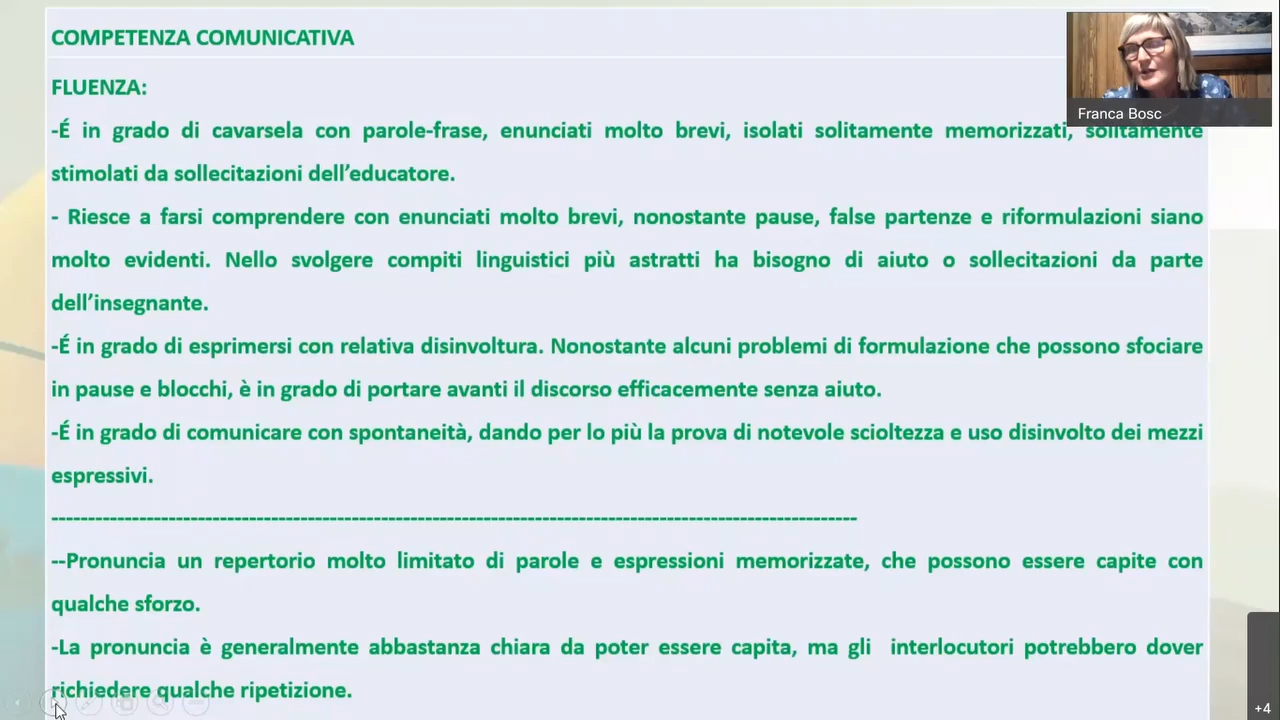 COMPETENZA COMUNICATIVA
FLUENZA:
-É in grado di cavarsela con parole-frase, enunciati molto brevi, isolati solitamente memorizzati, solitamente
stimolati da sollecitazioni dell’educatore.
- Riesce a farsi comprendere con enunciati molto brevi, nonostante pause, false partenze e riformulazioni siano
molto evidenti. Nello svolgere compiti linguistici più astratti ha bisogno di aiuto o sollecitazioni da parte
dell’insegnante.
-É in grado di esprimersi con relativa disinvoltura. Nonostante alcuni problemi di formulazione che possono sfociare
in pause e blocchi, è in grado di portare avanti il discorso efficacemente senza aiuto.
-É in grado di comunicare con spontaneità, dando per lo più la prova di notevole scioltezza e uso disinvolto dei mezzi
espressivi.
--------------------------------------------------------------------------------------------------------------
--Pronuncia un repertorio molto limitato di parole e espressioni memorizzate, che possono essere capite con
qualche sforzo.
-La pronuncia è generalmente abbastanza chiara da poter essere capita, ma gli interlocutori potrebbero dover
richiedere qualche ripetizione.
Franca Bosc
+4